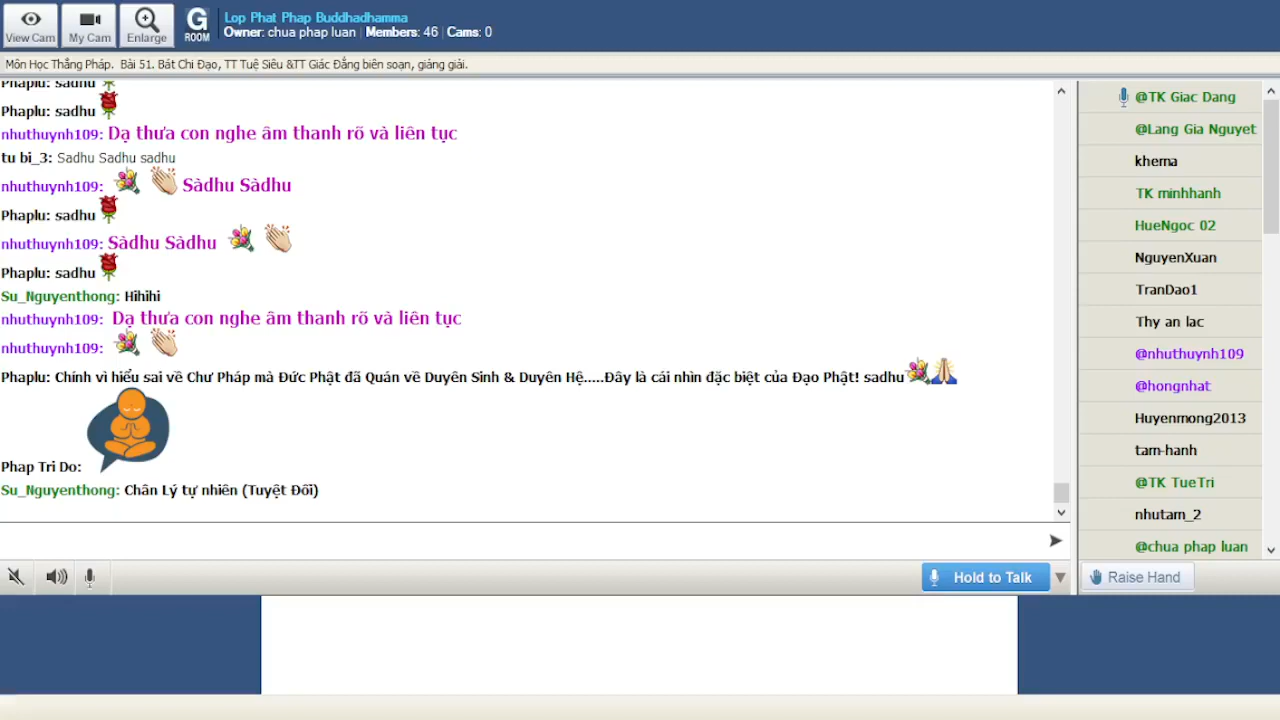 View Cam
My Cam
Enlarge
G
ROOM
Lop Phat Phap Buddhadhamma
Owner: chua phap luan | Members: 46 | Cams: 0
Môn Học Thắng Pháp. Bài 51. Bát Chi Đạo, TT Tuệ Siêu &TT Giác Đẳng biên soạn, giảng giải.
Phaplu: sadhu
Phaplu: sadhu
nhuthuynh109: Dạ thưa con nghe âm thanh rõ và liên tục
tu bi_3: Sadhu Sadhu sadhu
nhuthuynh109: Sàdhu Sàdhu
Phaplu: sadhu
nhuthuynh109: Sàdhu Sàdhu
Phaplu: sadhu
Su_Nguyenthong: Hihihi
nhuthuynh109: Dạ thưa con nghe âm thanh rõ và liên tục
nhuthuynh109:
Phaplu: Chính vì hiểu sai về Chư Pháp mà Đức Phật đã Quán về Duyên Sinh & Duyên Hệ.....Đây là cái nhìn đặc biệt của Đạo Phật! sadhu
Phap Tri Do:
Su_Nguyenthong: Chân Lý tự nhiên (Tuyệt Đối)
Hold to Talk
@TK Giac Dang
@Lang Gia Nguyet
khema
TK minhhanh
HueNgoc 02
NguyenXuan
TranDao1
Thy an lac
@nhuthuynh109
@hongnhat
Huyenmong2013
tam-hanh
@TK TueTri
nhutam_2
@chua phap luan
Raise Hand